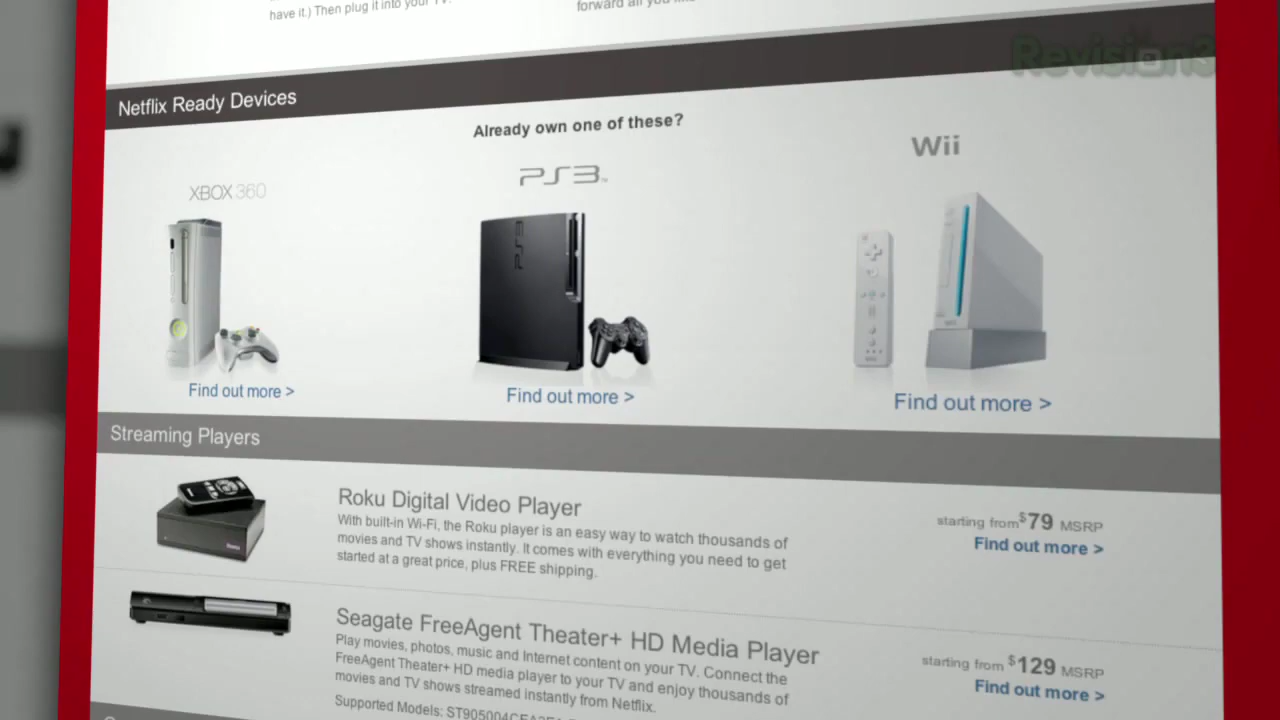 have it.) Then plug it into your TV.
forward all you
Revision3
Netflix Ready Devices
Already own one of these?
XBOX 360
PS3
Wii
PS3
Find out more >
Find out more >
Find out more >
Streaming Players
Roku Digital Video Player
With built-in Wi-Fi, the Roku player is an easy way to watch thousands of
movies and TV shows instantly. It comes with everything you need to get
started at a great price, plus FREE shipping.
starting from $79 MSRP
Find out more >
Seagate FreeAgent Theater+ HD Media Player
Play movies, photos, music and Internet content on your TV. Connect the
FreeAgent Theater+ HD media player to your TV and enjoy thousands of
movies and TV shows streamed instantly from Netflix.
Supported Models:
starting from $129 MSRP
Find out more >